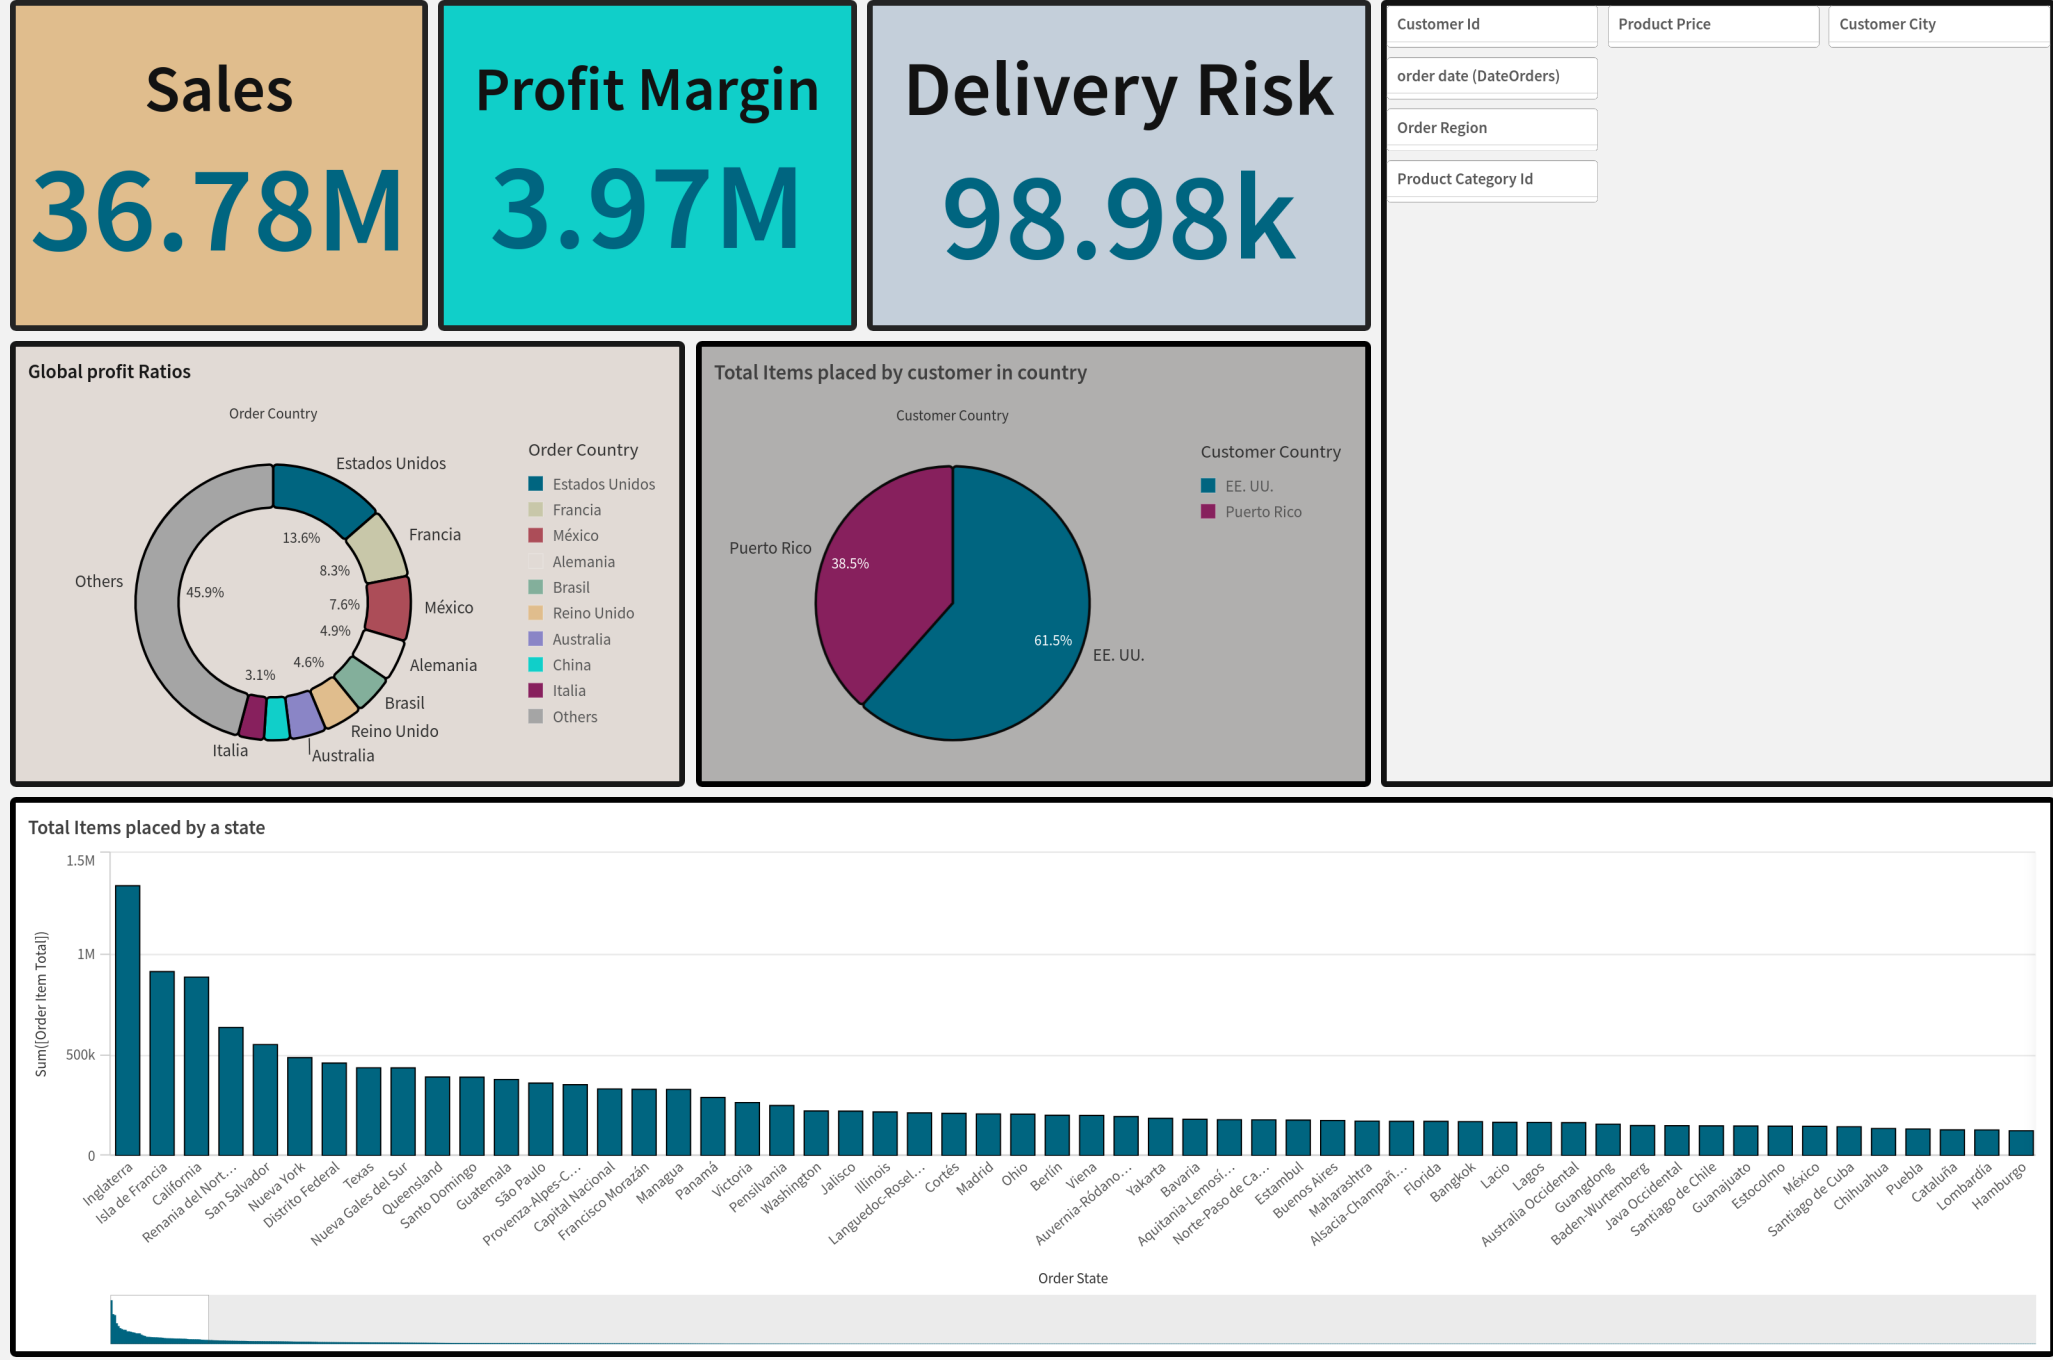 Sales
36.78M
Profit Margin
3.97M
Delivery Risk
98.98k
Customer Id
Product Price
Customer City
order date (DateOrders)
Order Region
Product Category Id
Global profit Ratios
Order Country
Estados Unidos
Francia
México
Alemania
Brasil
Reino Unido
Australia
Italia
Others
13.6%
8.3%
7.6%
4.9%
4.6%
3.1%
45.9%
Order Country
Estados Unidos
Francia
México
Alemania
Brasil
Reino Unido
Australia
China
Italia
Others
Total Items placed by customer in country
Customer Country
Puerto Rico
38.5%
61.5%
EE. UU.
Customer Country
EE. UU.
Puerto Rico
Total Items placed by a state
Sum([Order Item Total])
1.5M
1M
500k
0
Inglaterra
Isla de Francia
California
Renania del Nort...
San Salvador
Nueva York
Distrito Federal
Texas
Nueva Gales del Sur
Queensland
Santo Domingo
Guatemala
São Paulo
Provenza-Alpes-C...
Capital Nacional
Francisco Morazán
Managua
Panamá
Victoria
Pensilvania
Washington
Jalisco
Illinois
Languedoc-Rosel...
Cortés
Madrid
Ohio
Berlín
Viena
Auvernia-Ródano...
Yakarta
Bavaria
Aquitania-Lemosí...
Norte-Paso de Ca...
Estambul
Buenos Aires
Maharashtra
Alsacia-Champañ...
Florida
Bangkok
Lacio
Lagos
Australia Occidental
Guangdong
Baden-Wurtemberg
Java Occidental
Santiago de Chile
Guanajuato
Estocolmo
México
Santiago de Cuba
Chihuahua
Puebla
Cataluña
Lombardía
Hamburgo
Order State